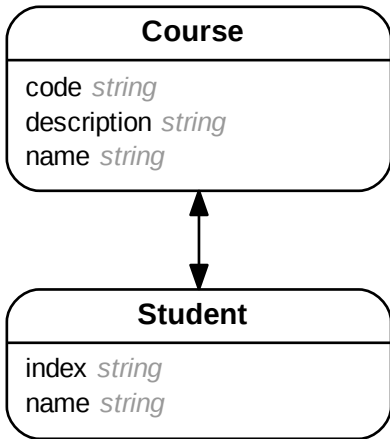 Course
code string
description string
name string
Student
index string
name string